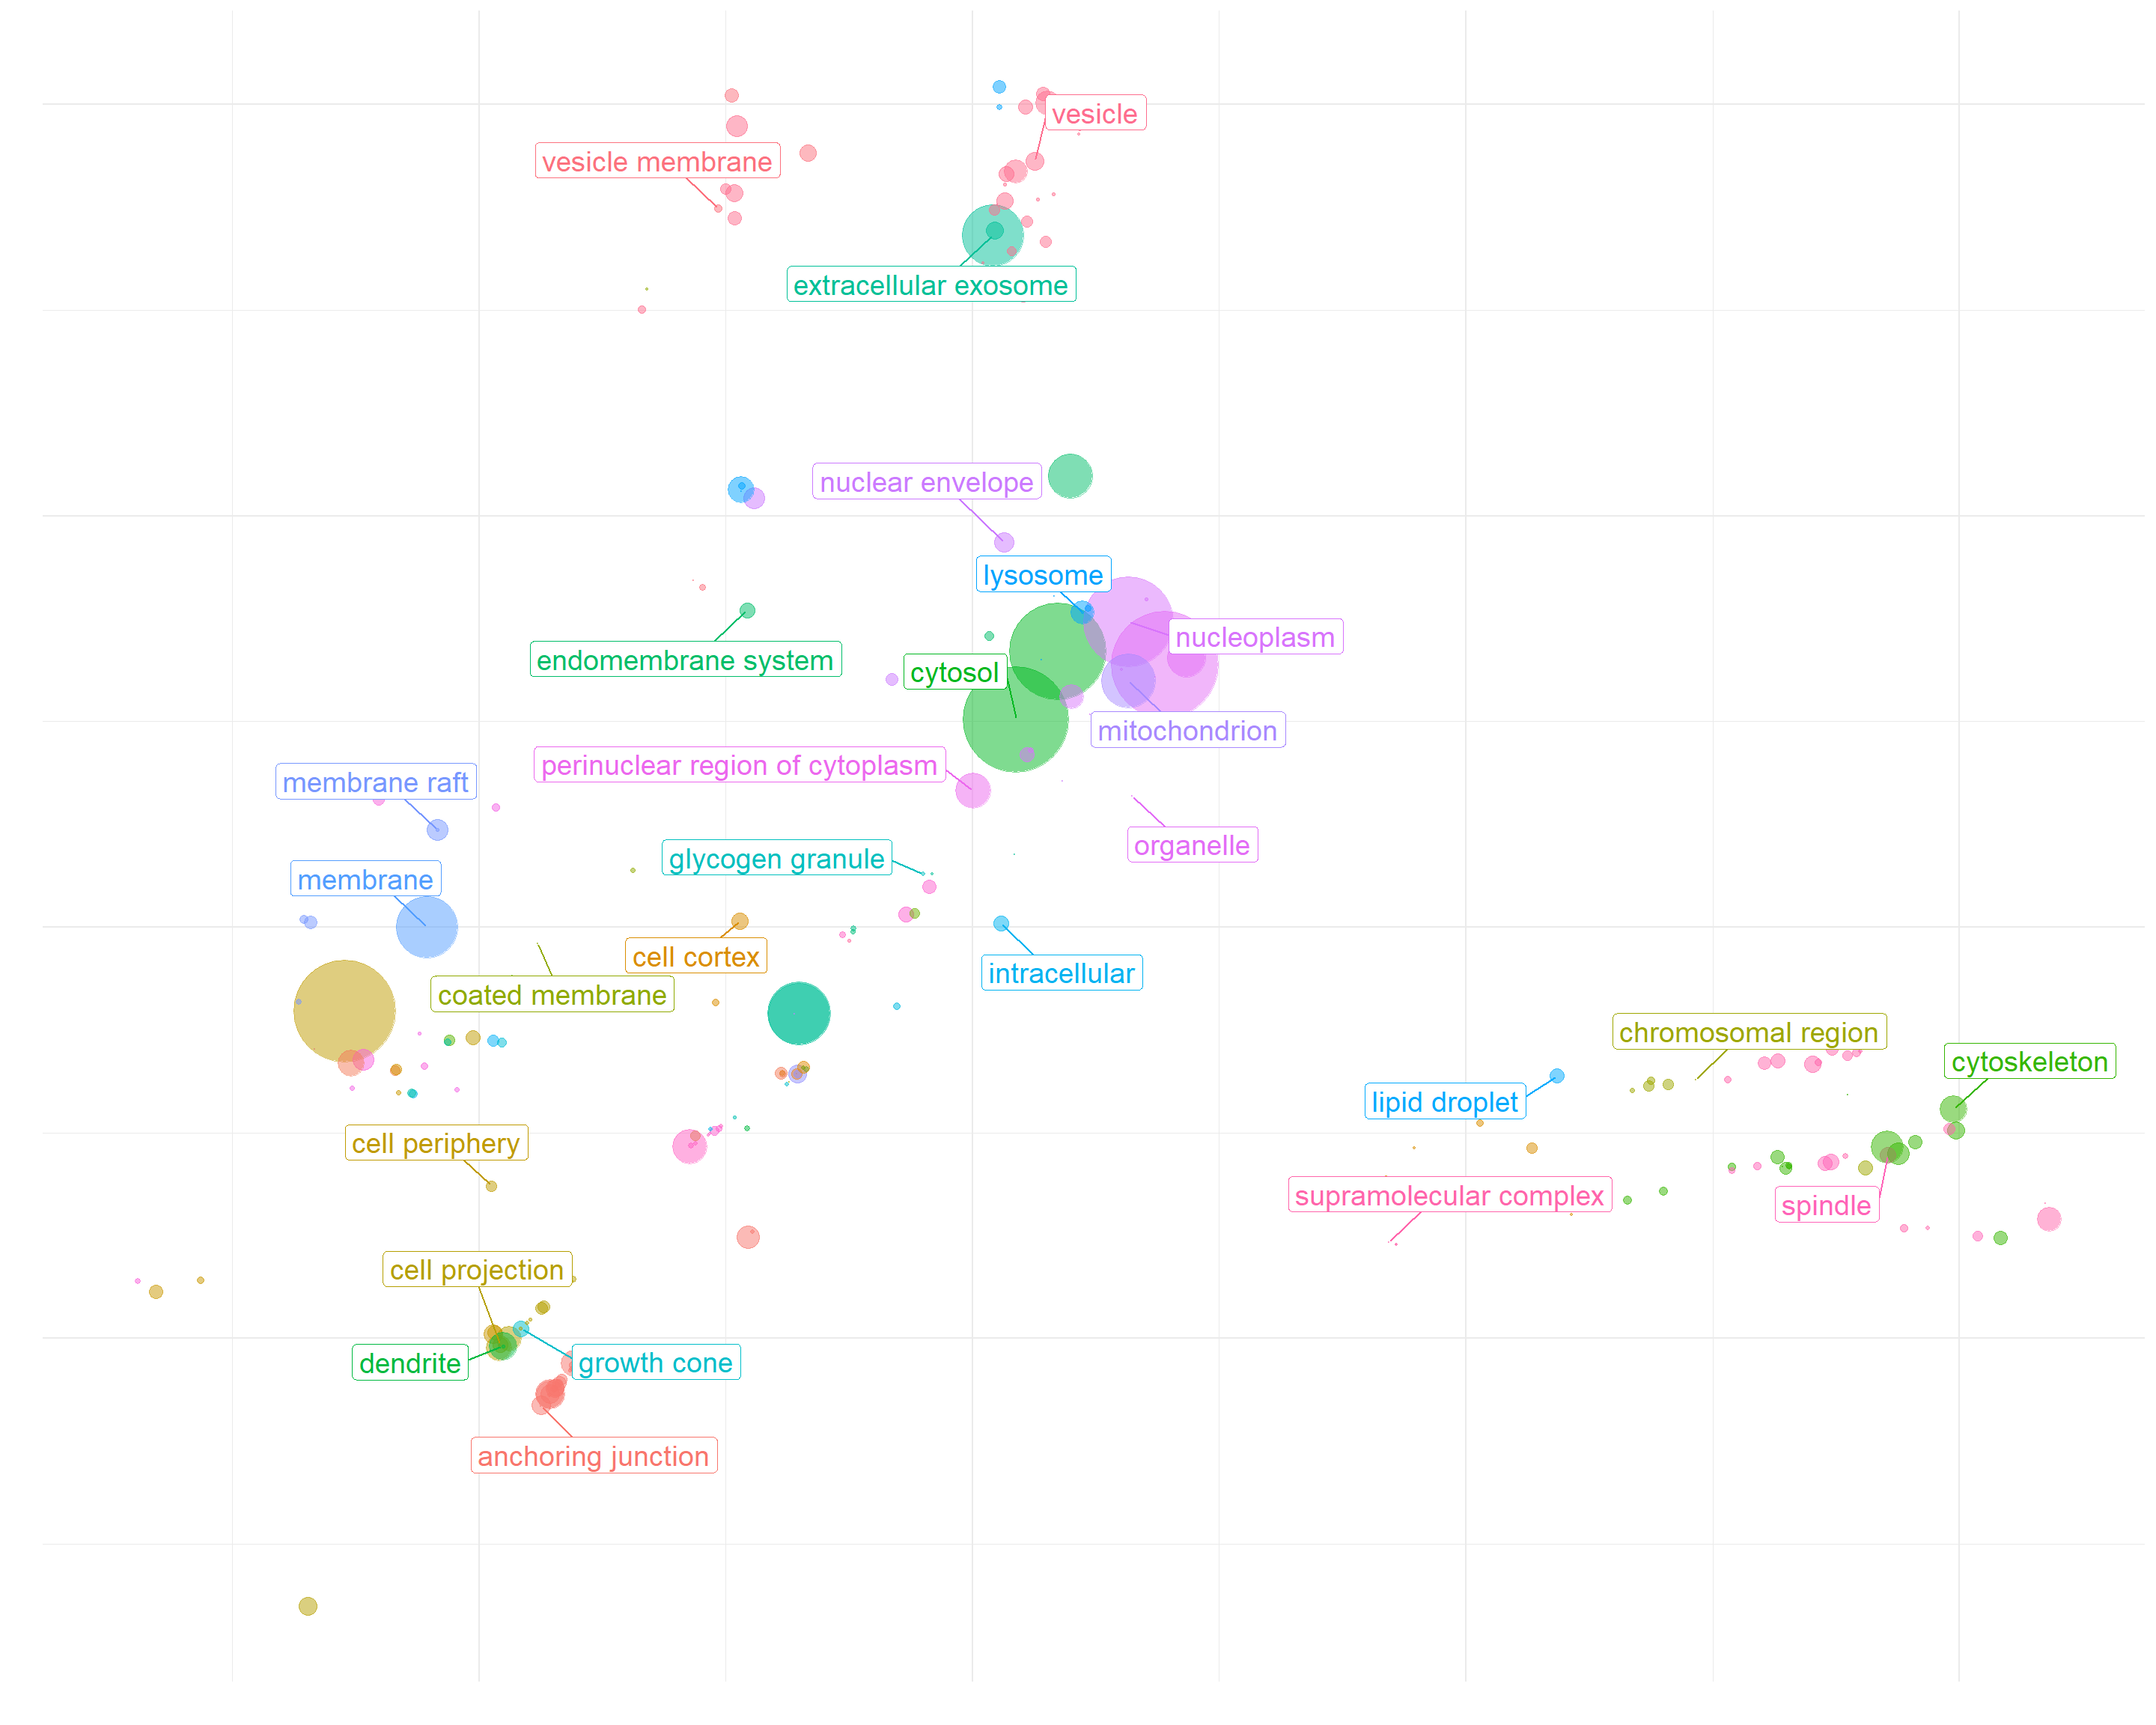 vesicle
vesicle membrane
extracellular exosome
nuclear envelope
lysosome
nucleoplasm
endomembrane system
cytosol
mitochondrion
perinuclear region of cytoplasm
membrane raft
organelle
glycogen granule
membrane
cell cortex
intracellular
coated membrane
chromosomal region
cytoskeleton
lipid droplet
cell periphery
supramolecular complex
spindle
cell projection
dendrite
growth cone
anchoring junction